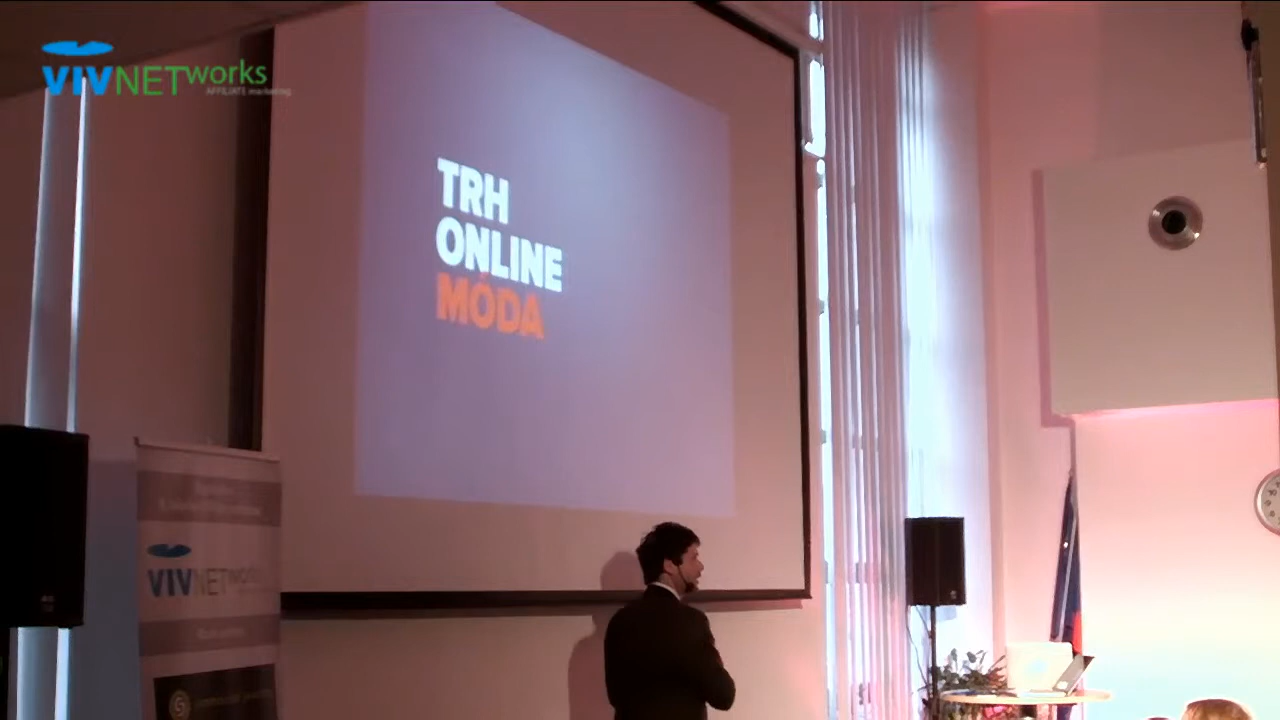 VIVNETworks
AFFILIATE marketing
TRH
ONLINE
MÓDA
VIVNETworks